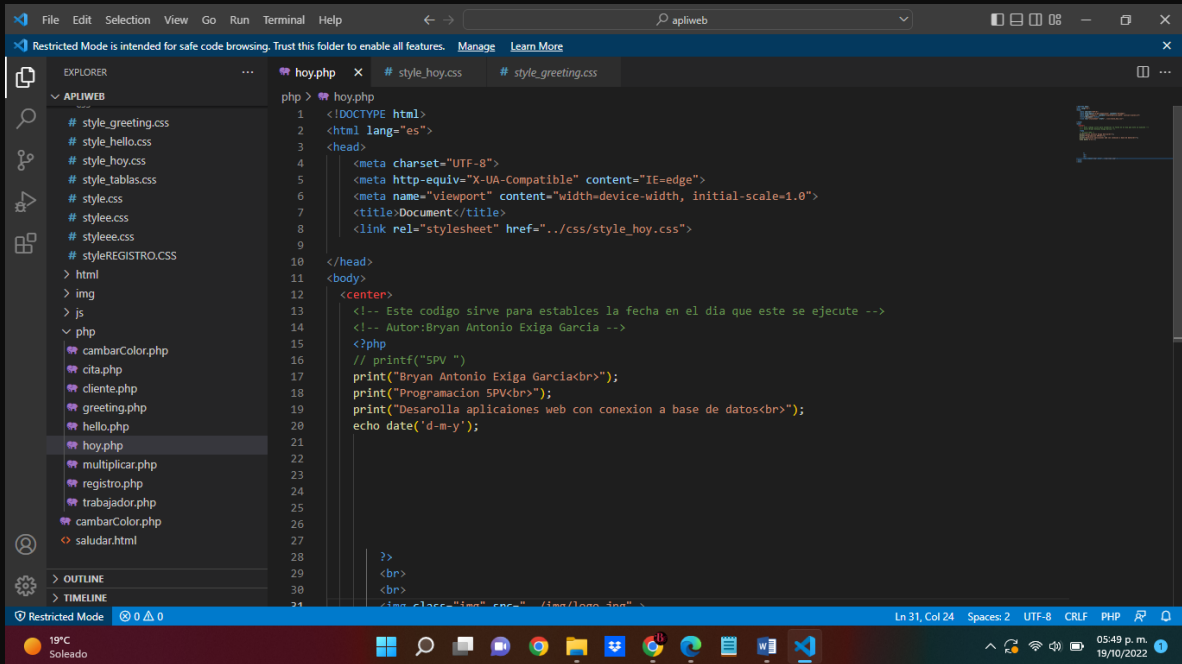 File Edit Selection View Go Run Terminal Help
apliweb
Restricted Mode is intended for safe code browsing. Trust this folder to enable all features. Manage Learn More
EXPLORER
APLIWEB
# style_greeting.css
# style_hello.css
# style_hoy.css
# style_tablas.css
# style.css
# stylee.css
# styleee.css
# styleREGISTRO.CSS
html
img
js
php
cambarColor.php
cita.php
cliente.php
greeting.php
hello.php
hoy.php
multiplicar.php
registro.php
trabajador.php
cambarColor.php
saludar.html
OUTLINE
TIMELINE
hoy.php
# style_hoy.css
# style_greeting.css
php > hoy.php
1 <!DOCTYPE html>
2 <html lang="es">
3 <head>
4 <meta charset="UTF-8">
5 <meta http-equiv="X-UA-Compatible" content="IE=edge">
6 <meta name="viewport" content="width=device-width, initial-scale=1.0">
7 <title>Document</title>
8 <link rel="stylesheet" href="../css/style_hoy.css">
9
10 </head>
11 <body>
12 <center>
13 <!-- Este codigo sirve para establces la fecha en el dia que este se ejecute -->
14 <!-- Autor:Bryan Antonio Exiga Garcia -->
15 <?php
16 // printf("5PV ")
17 print("Bryan Antonio Exiga Garcia<br>");
18 print("Programacion 5PV<br>");
19 print("Desarolla aplicaiones web con conexion a base de datos<br>");
20 echo date('d-m-y');
21
22
23
24
25
26
27
28 ?>
29 <br>
30 <br>
31 <img class="img" src="../img/logo.jpg" >
Restricted Mode 0 0
Ln 31, Col 24 Spaces: 2 UTF-8 CRLF PHP
19°C
Soleado
05:49 p. m.
19/10/2022
1